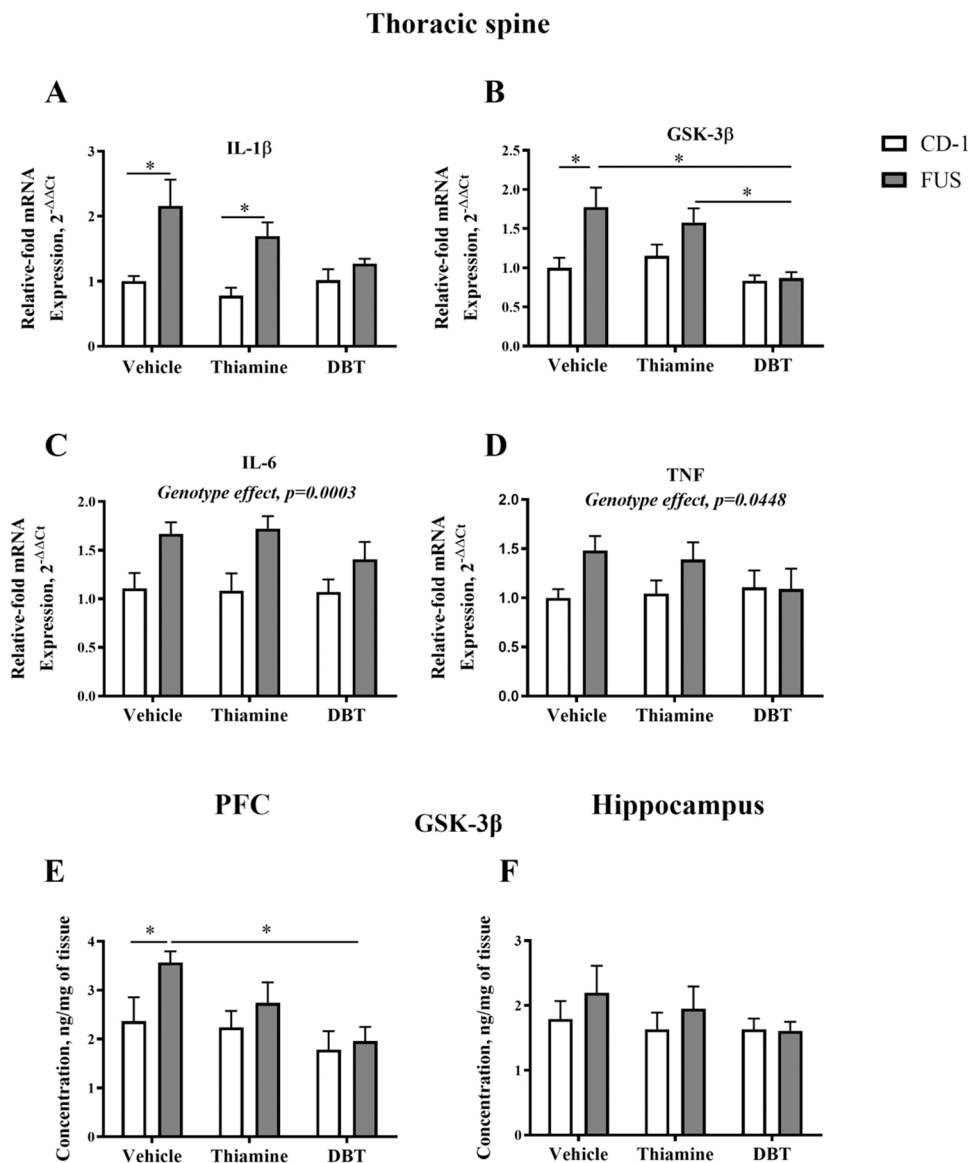 Thoracic spine
A
IL-1β
Relative-fold mRNA
Expression, 2^-ΔΔCt
3
2
1
0
*
*
Vehicle
Thiamine
DBT
B
GSK-3β
Relative-fold mRNA
Expression, 2^-ΔΔCt
2.5
2.0
1.5
1.0
0.5
0.0
*
*
*
Vehicle
Thiamine
DBT
CD-1
FUS
C
IL-6
Genotype effect, p=0.0003
Relative-fold mRNA
Expression, 2^-ΔΔCt
2.0
1.5
1.0
0.5
0.0
Vehicle
Thiamine
DBT
D
TNF
Genotype effect, p=0.0448
Relative-fold mRNA
Expression, 2^-ΔΔCt
2.0
1.5
1.0
0.5
0.0
Vehicle
Thiamine
DBT
PFC
Hippocampus
GSK-3β
E
Concentration, ng/mg of tissue
4
3
2
1
0
*
*
Vehicle
Thiamine
DBT
F
Concentration, ng/mg of tissue
3
2
1
0
Vehicle
Thiamine
DBT